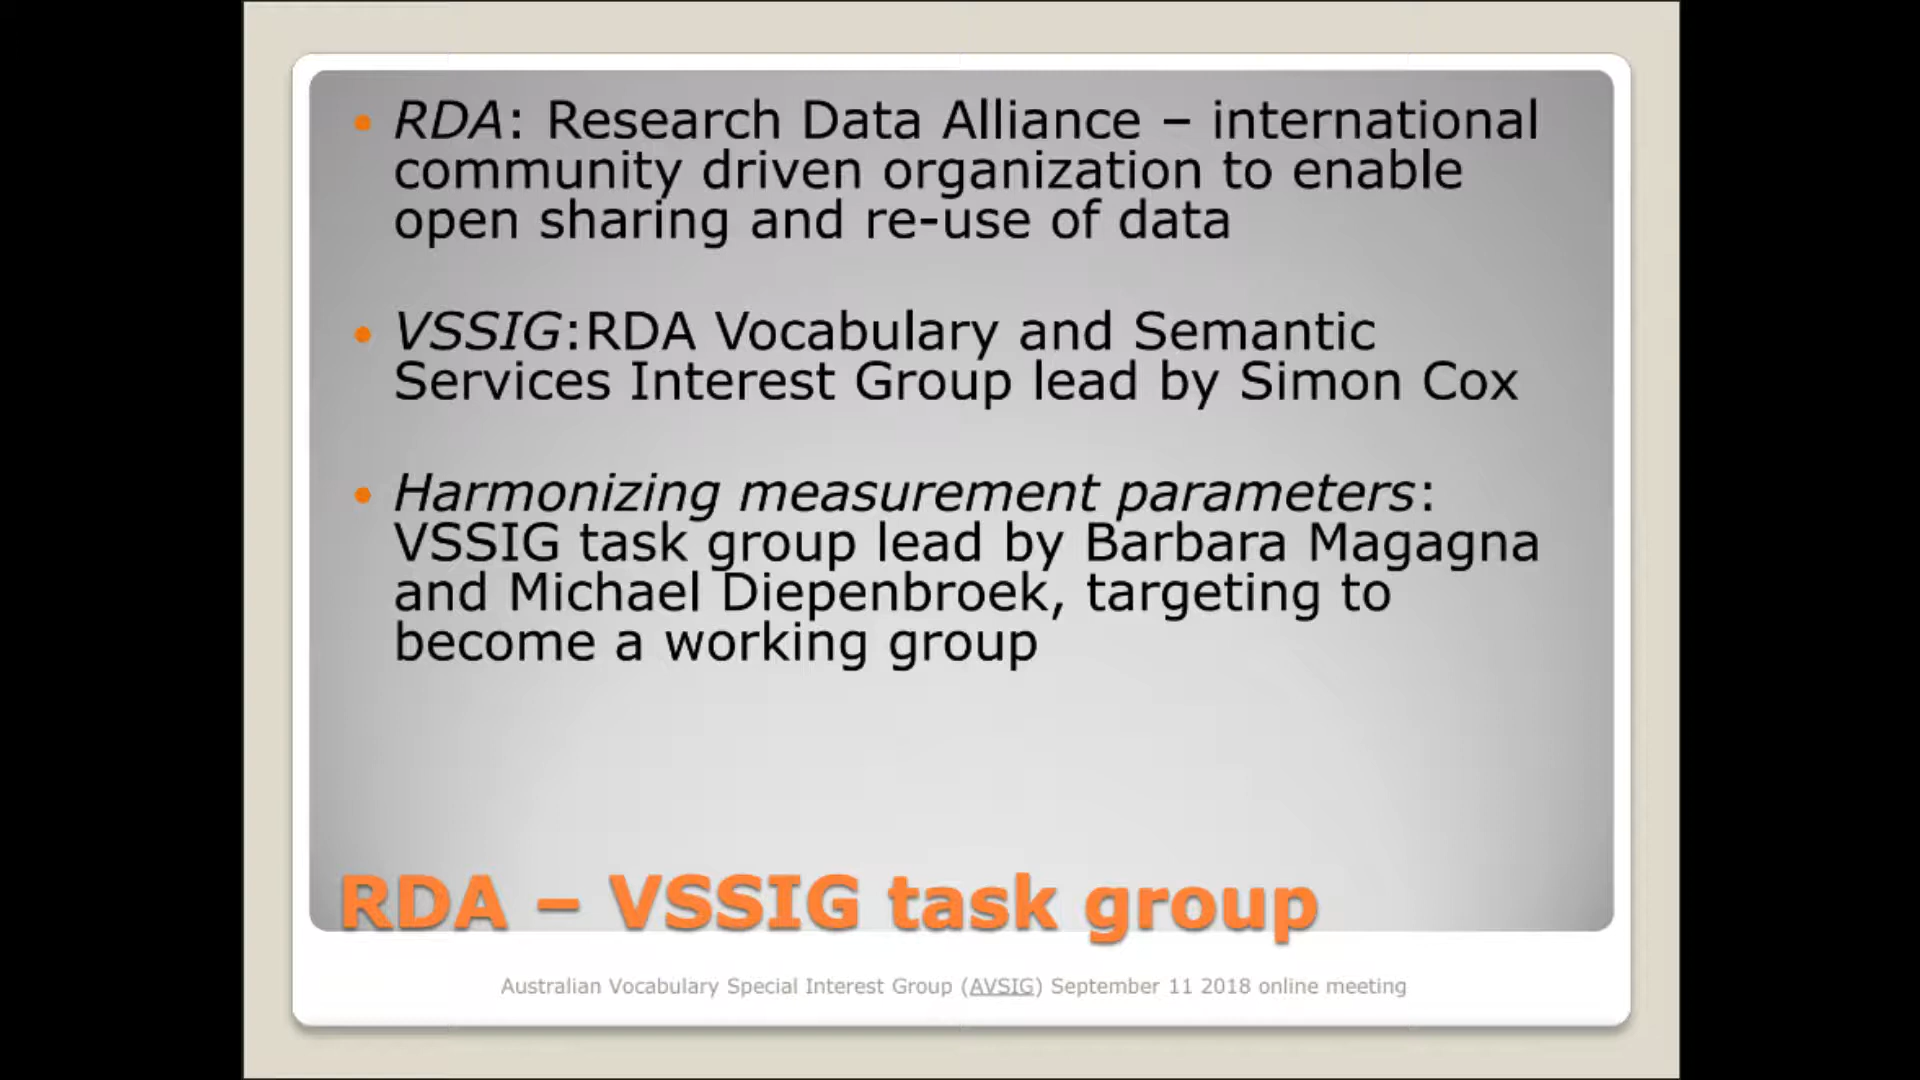 • RDA: Research Data Alliance – international
community driven organization to enable
open sharing and re-use of data
• VSSIG:RDA Vocabulary and Semantic
Services Interest Group lead by Simon Cox
• Harmonizing measurement parameters:
VSSIG task group lead by Barbara Magagna
and Michael Diepenbroek, targeting to
become a working group
RDA – VSSIG task group
Australian Vocabulary Special Interest Group (AVSIG) September 11 2018 online meeting